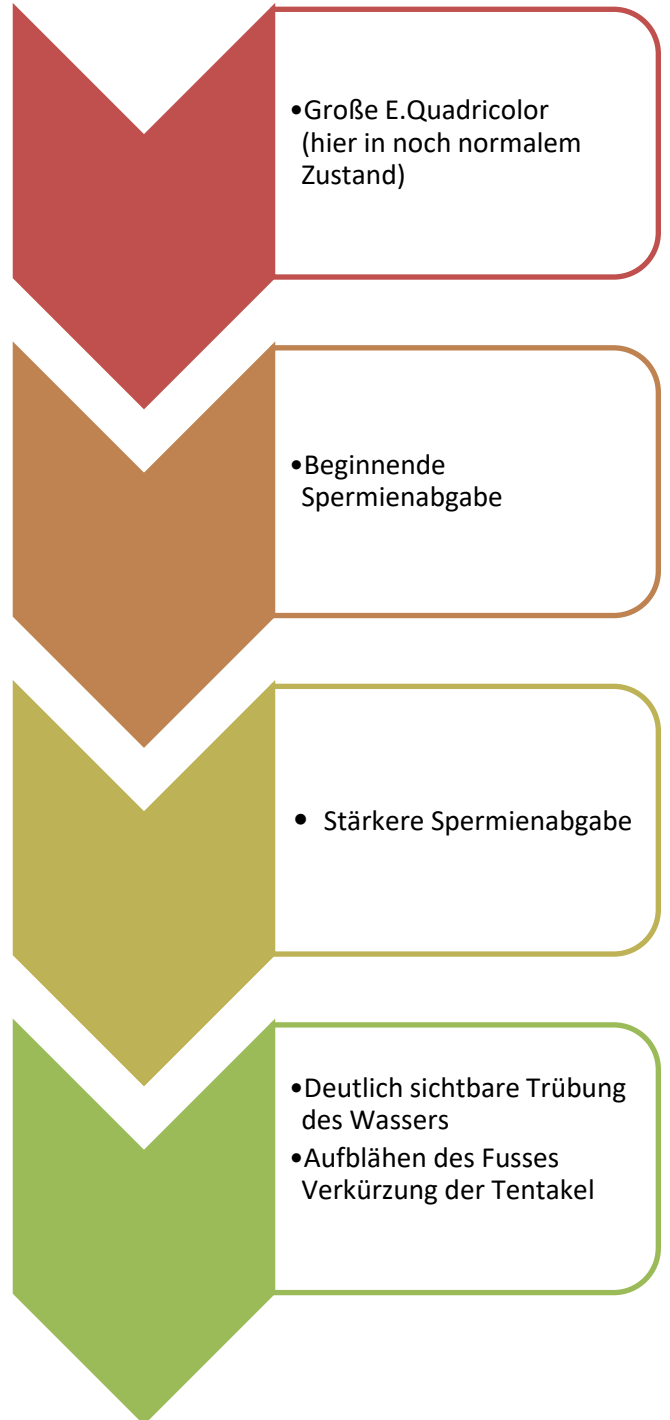 •Große E.Quadricolor
(hier in noch normalem
Zustand)
•Beginnende
Spermienabgabe
• Stärkere Spermienabgabe
•Deutlich sichtbare Trübung
des Wassers
•Aufblähen des Fusses
Verkürzung der Tentakel